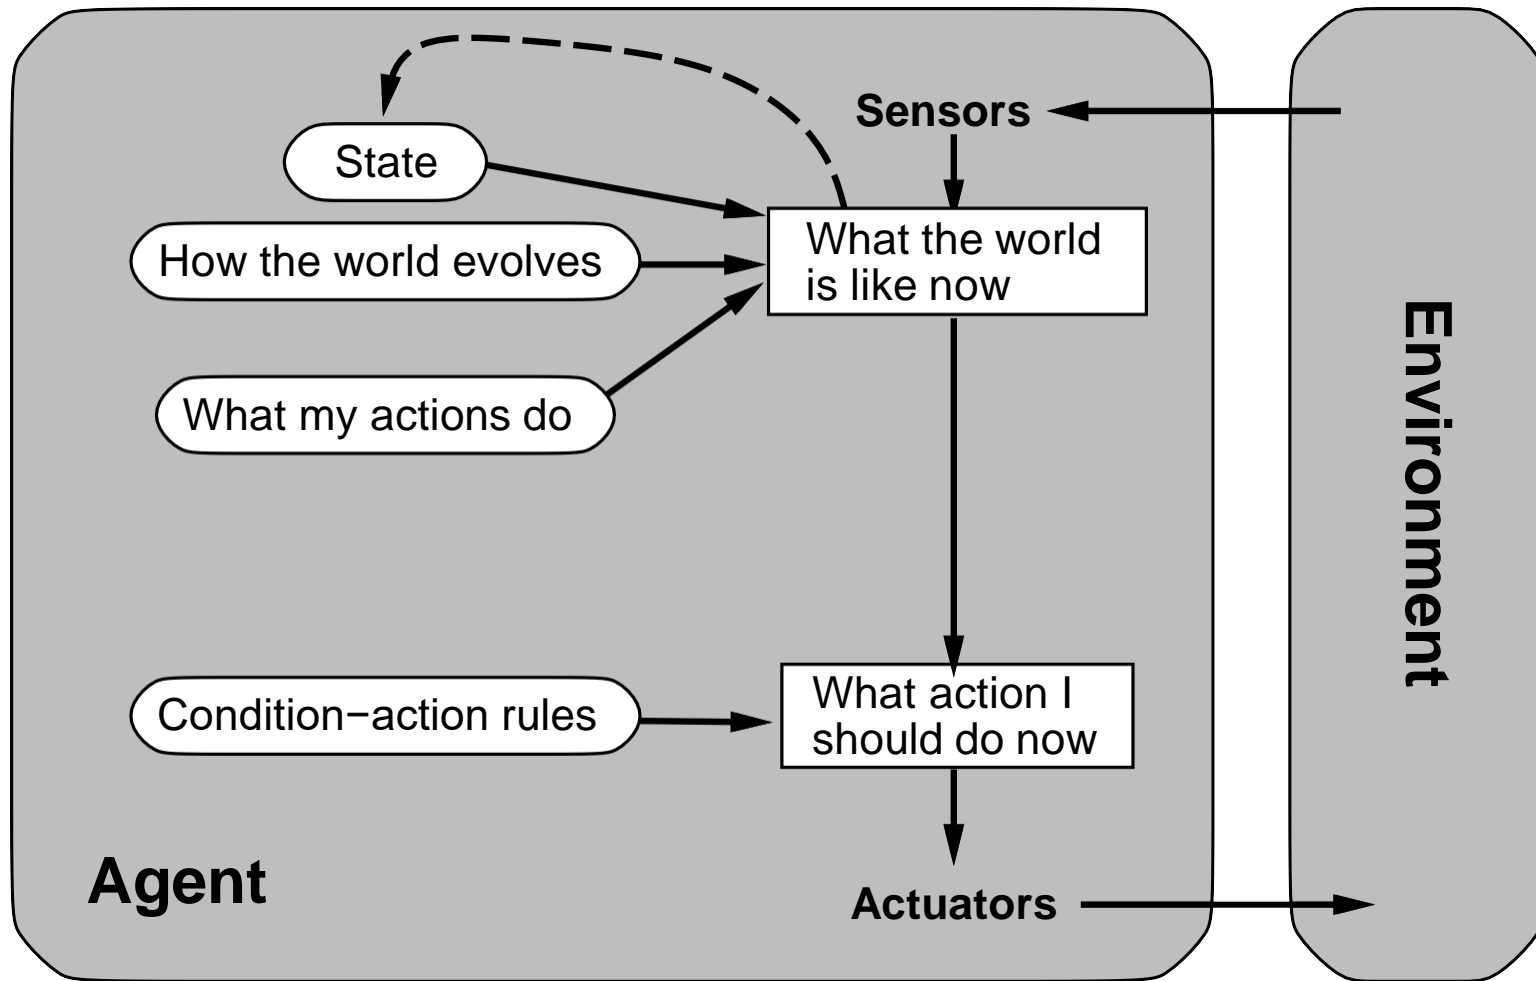 Sensors
State
What the world
is like now
How the world evolves
What my actions do
Environment
Condition−action rules
What action I
should do now
Agent
Actuators